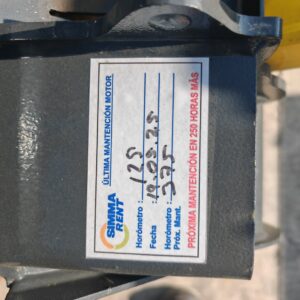 SIMMA
RENT
ÚLTIMA MANTENCIÓN MOTOR
Horómetro : 125
Fecha : 19.03.25
Horómetro
Próx. Mant. : 375
PRÓXIMA MANTENCIÓN EN 250 HORAS MÁS